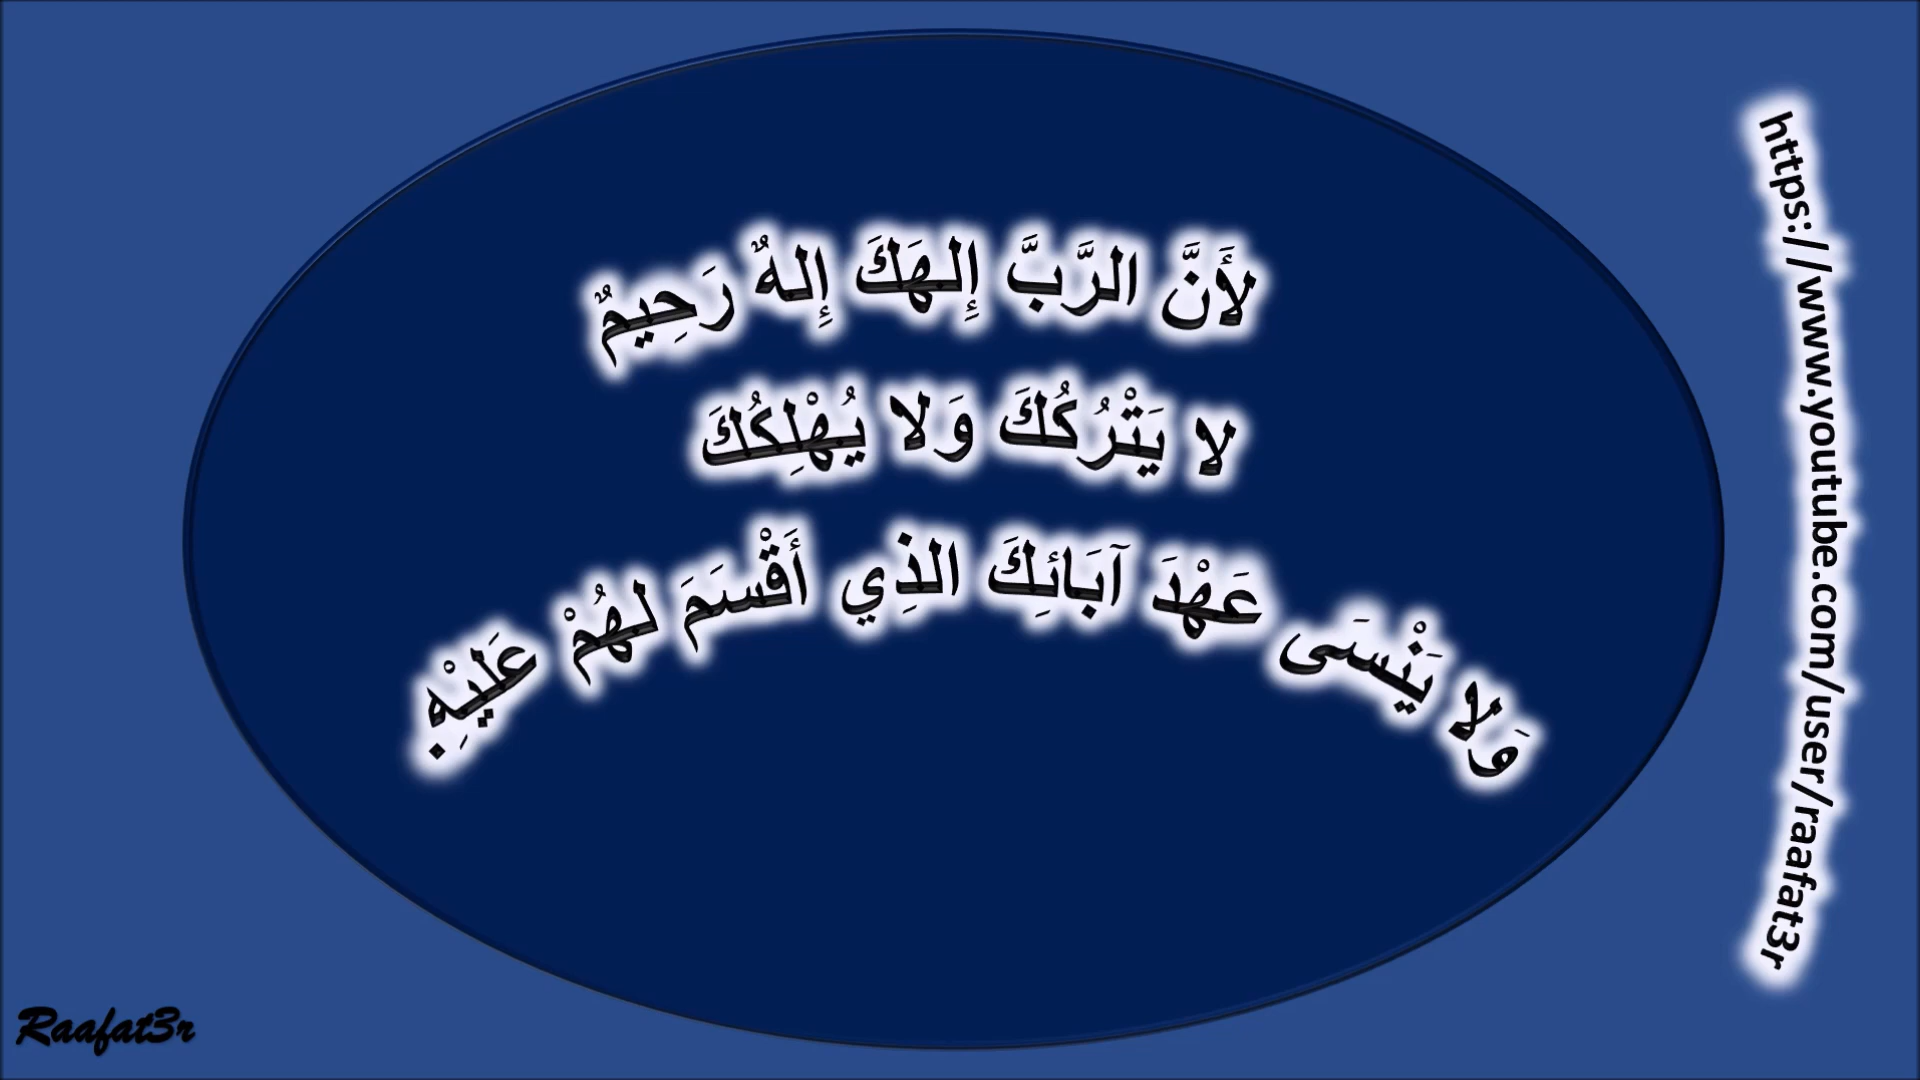 لأَنَّ الرَّبَّ إِلهَكَ إِلهٌ رَحِيمٌ
لا يَتْرُكُكَ وَلا يُهْلِكُكَ
وَلا يَنْسَى عَهْدَ آبَائِكَ الذِي أَقْسَمَ لهُمْ عَليْهِ.
https://www.youtube.com/user/raafat3r
Raafat3r